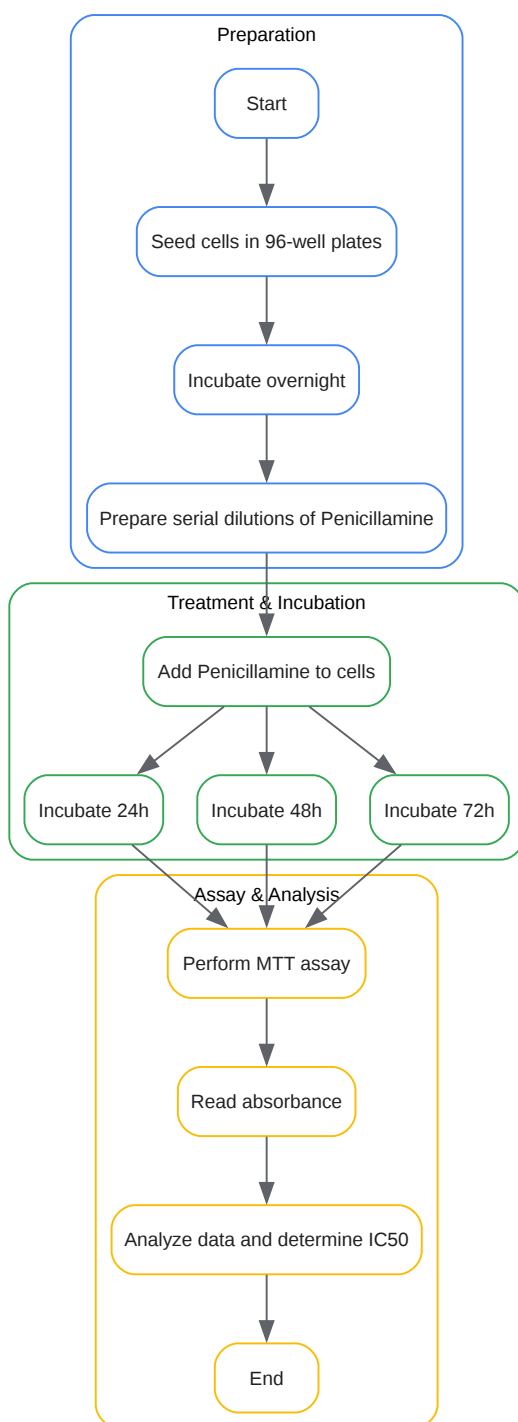 Preparation
Start
Seed cells in 96-well plates
Incubate overnight
Prepare serial dilutions of Penicillamine
Treatment & Incubation
Add Penicillamine to cells
Incubate 24h
Incubate 48h
Incubate 72h
Assay & Analysis
Perform MTT assay
Read absorbance
Analyze data and determine IC50
End